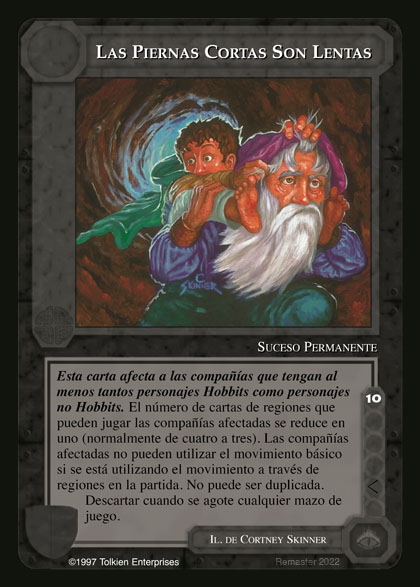 LAS PIERNAS CORTAS SON LENTAS
C. SKINNER
SUCESO PERMANENTE
Esta carta afecta a las compañías que tengan al
menos tantos personajes Hobbits como personajes
no Hobbits. El número de cartas de regiones que
pueden jugar las compañías afectadas se reduce en
uno (normalmente de cuatro a tres). Las compañías
afectadas no pueden utilizar el movimiento básico
si se está utilizando el movimiento a través de
regiones en la partida. No puede ser duplicada.
Descartar cuando se agote cualquier mazo de
juego.
10
IL. DE CORTNEY SKINNER
©1997 Tolkien Enterprises
Remaster 2022